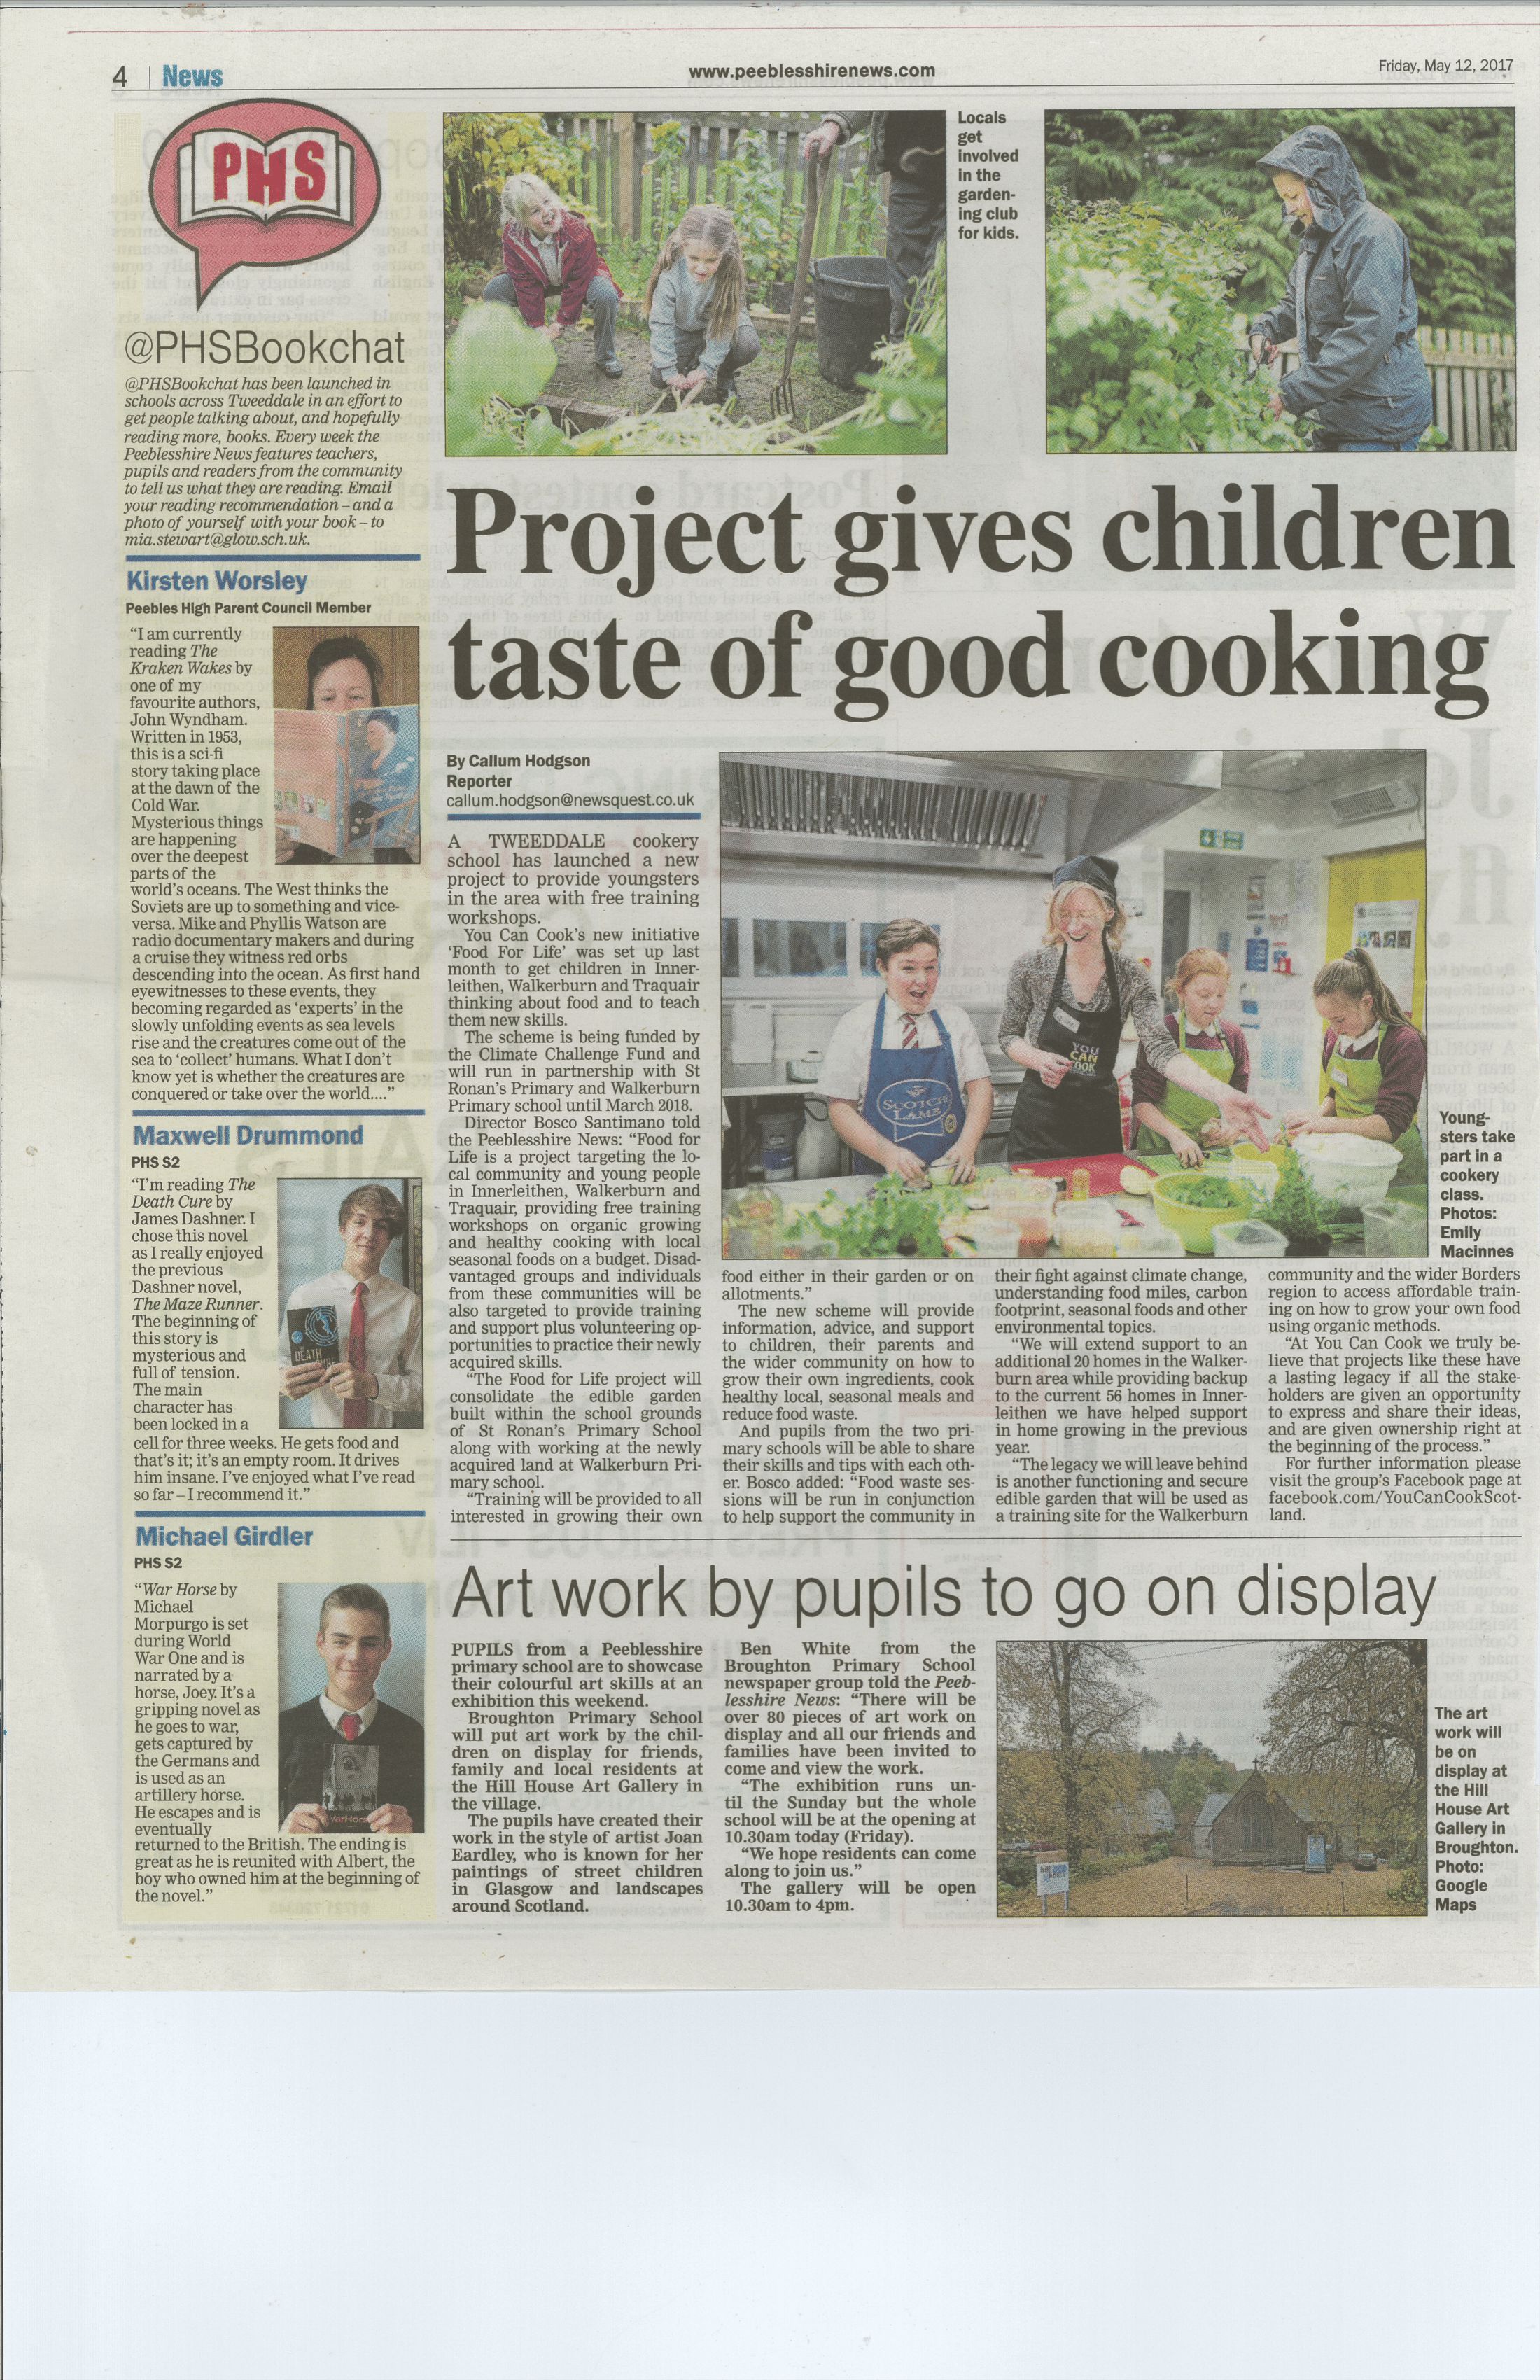 4 | News
www.peeblesshirenews.com
Friday, May 12, 2017
PHS
@PHSBookchat
@PHSBookchat has been launched in
schools across Tweeddale in an effort to
get people talking about, and hopefully
reading more, books. Every week the
Peeblesshire News features teachers,
pupils and readers from the community
to tell us what they are reading. Email
your reading recommendation – and a
photo of yourself with your book – to
mia.stewart@glow.sch.uk.
Kirsten Worsley
Peebles High Parent Council Member
“I am currently
reading The
Kraken Wakes by
one of my
favourite authors,
John Wyndham.
Written in 1953,
this is a sci-fi
story taking place
at the dawn of the
Cold War.
Mysterious things
are happening
over the deepest
parts of the
world's oceans. The West thinks the
Soviets are up to something and vice-
versa. Mike and Phyllis Watson are
radio documentary makers and during
a cruise they witness red orbs
descending into the ocean. As first hand
eyewitnesses to these events, they
becoming regarded as ‘experts’ in the
slowly unfolding events as sea levels
rise and the creatures come out of the
sea to ‘collect’ humans. What I don't
know yet is whether the creatures are
conquered or take over the world....”
Maxwell Drummond
PHS S2
“I'm reading The
Death Cure by
James Dashner. I
chose this novel
as I really enjoyed
the previous
Dashner novel,
The Maze Runner.
The beginning of
this story is
mysterious and
full of tension.
The main
character has
been locked in a
cell for three weeks. He gets food and
that's it; it's an empty room. It drives
him insane. I've enjoyed what I've read
so far – I recommend it.”
DEATH
Michael Girdler
PHS S2
“War Horse by
Michael
Morpurgo is set
during World
War One and is
narrated by a
horse, Joey. It's a
gripping novel as
he goes to war,
gets captured by
the Germans and
is used as an
artillery horse.
He escapes and is
eventually
returned to the British. The ending is
great as he is reunited with Albert, the
boy who owned him at the beginning of
the novel.”
War Horse
Locals
get
involved
in the
garden-
ing club
for kids.
Project gives children
taste of good cooking
By Callum Hodgson
Reporter
callum.hodgson@newsquest.co.uk
A TWEEDDALE cookery
school has launched a new
project to provide youngsters
in the area with free training
workshops.
You Can Cook's new initiative
‘Food For Life’ was set up last
month to get children in Inner-
leithen, Walkerburn and Traquair
thinking about food and to teach
them new skills.
The scheme is being funded by
the Climate Challenge Fund and
will run in partnership with St
Ronan's Primary and Walkerburn
Primary school until March 2018.
Director Bosco Santimano told
the Peeblesshire News: “Food for
Life is a project targeting the lo-
cal community and young people
in Innerleithen, Walkerburn and
Traquair, providing free training
workshops on organic growing
and healthy cooking with local
seasonal foods on a budget. Disad-
vantaged groups and individuals
from these communities will be
also targeted to provide training
and support plus volunteering op-
portunities to practice their newly
acquired skills.
“The Food for Life project will
consolidate the edible garden
built within the school grounds
of St Ronan's Primary School
along with working at the newly
acquired land at Walkerburn Pri-
mary school.
“Training will be provided to all
interested in growing their own
food either in their garden or on
allotments.”
The new scheme will provide
information, advice, and support
to children, their parents and
the wider community on how to
grow their own ingredients, cook
healthy local, seasonal meals and
reduce food waste.
And pupils from the two pri-
mary schools will be able to share
their skills and tips with each oth-
er. Bosco added: “Food waste ses-
sions will be run in conjunction
to help support the community in
their fight against climate change,
understanding food miles, carbon
footprint, seasonal foods and other
environmental topics.
“We will extend support to an
additional 20 homes in the Walker-
burn area while providing backup
to the current 56 homes in Inner-
leithen we have helped support
in home growing in the previous
year.
“The legacy we will leave behind
is another functioning and secure
edible garden that will be used as
a training site for the Walkerburn
community and the wider Borders
region to access affordable train-
ing on how to grow your own food
using organic methods.
“At You Can Cook we truly be-
lieve that projects like these have
a lasting legacy if all the stake-
holders are given an opportunity
to express and share their ideas,
and are given ownership right at
the beginning of the process.”
For further information please
visit the group's Facebook page at
facebook.com/YouCanCookScot-
land.
SCOTCH
LAMB
YOU
CAN
COOK
Young-
sters take
part in a
cookery
class.
Photos:
Emily
MacInnes
Art work by pupils to go on display
PUPILS from a Peeblesshire
primary school are to showcase
their colourful art skills at an
exhibition this weekend.
Broughton Primary School
will put art work by the chil-
dren on display for friends,
family and local residents at
the Hill House Art Gallery in
the village.
The pupils have created their
work in the style of artist Joan
Eardley, who is known for her
paintings of street children
in Glasgow and landscapes
around Scotland.
Ben White from the
Broughton Primary School
newspaper group told the Peeb-
lesshire News: “There will be
over 80 pieces of art work on
display and all our friends and
families have been invited to
come and view the work.
“The exhibition runs un-
til the Sunday but the whole
school will be at the opening at
10.30am today (Friday).
“We hope residents can come
along to join us.”
The gallery will be open
10.30am to 4pm.
The art
work will
be on
display at
the Hill
House Art
Gallery in
Broughton.
Photo:
Google
Maps